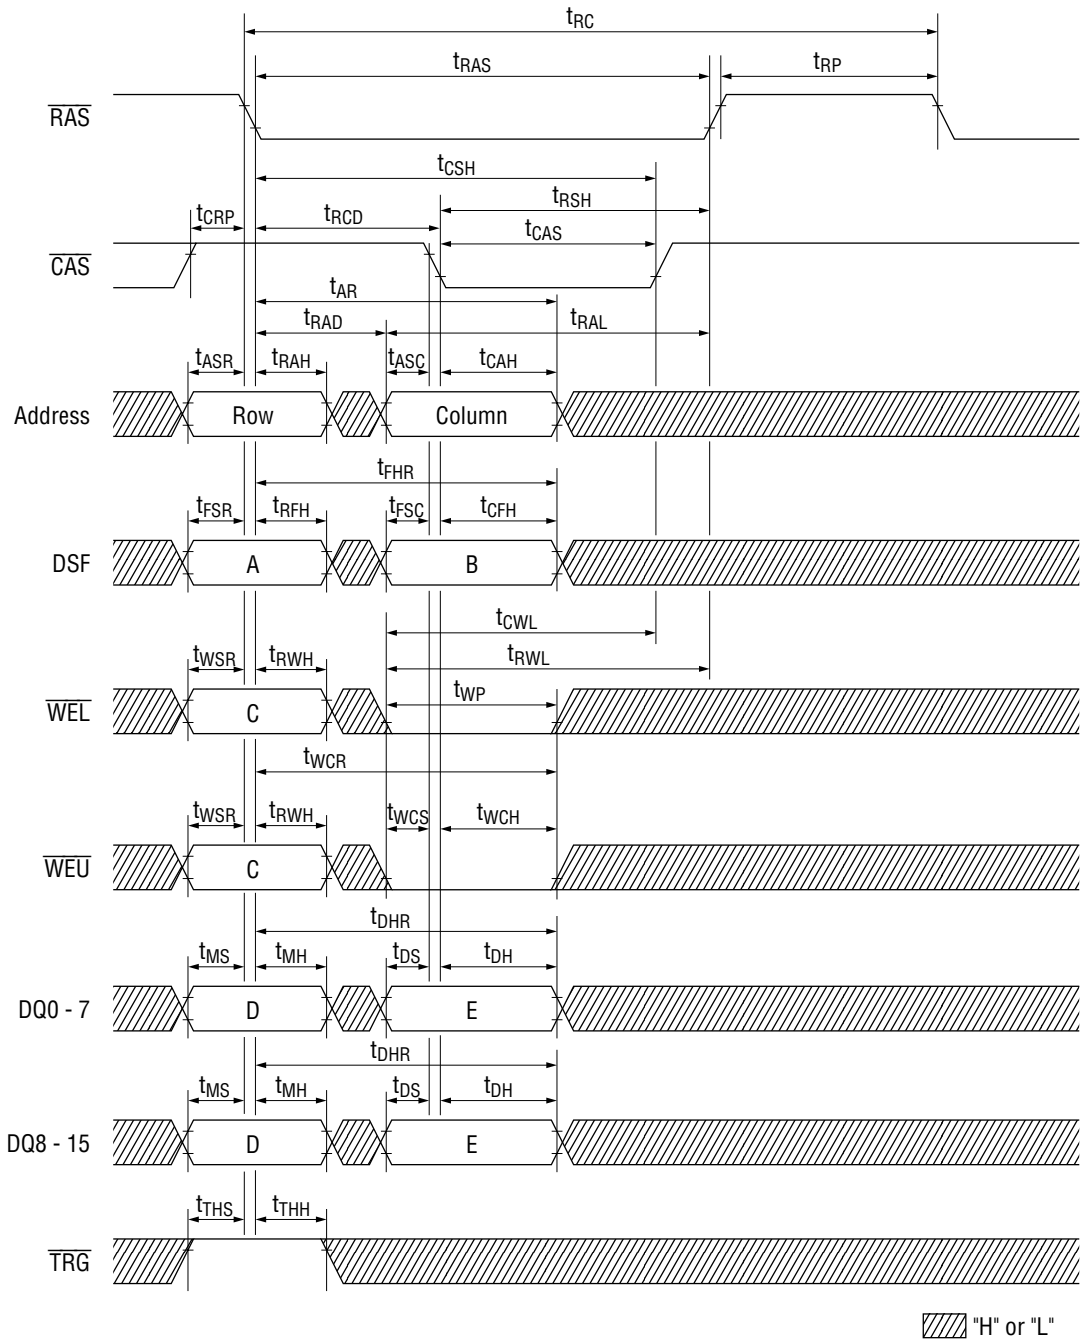 tRC
tRAS tRP
RAS
tCSH
tRSH
tCRP tRCD
tCAS
CAS
tAR
tRAD tRAL
tASR tRAH tASC tCAH
Address Row Column
tFHR
tFSR tRFH tFSC tCFH
DSF A B
tCWL
tWSR tRWH tRWL
tWP
WEL C
tWCR
tWSR tRWH tWCS tWCH
WEU C
tDHR
tMS tMH tDS tDH
DQ0 - 7 D E
tDHR
tMS tMH tDS tDH
DQ8 - 15 D E
tTHS tTHH
TRG
"H" or "L"